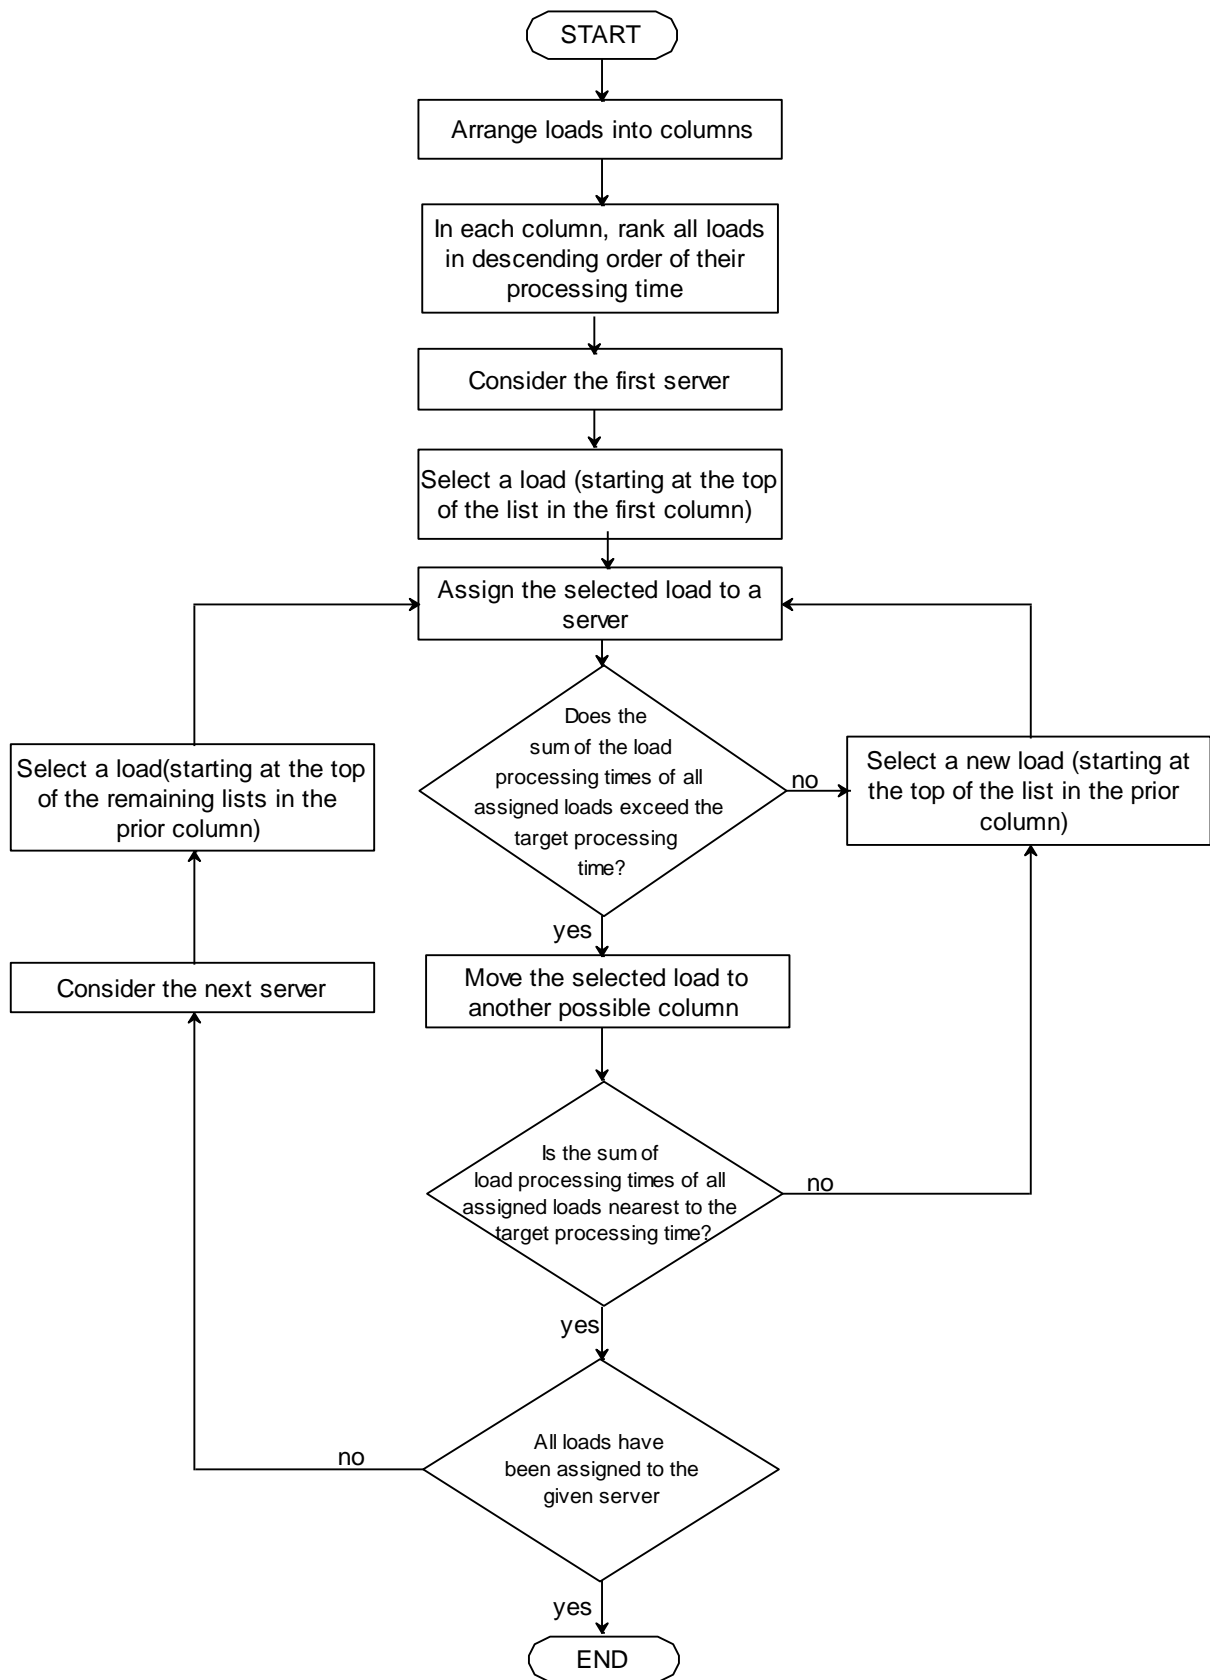 START
Arrange loads into columns
In each column, rank all loads
in descending order of their
processing time
Consider the first server
Select a load (starting at the top
of the list in the first column)
Assign the selected load to a
server
Does the
sum of the load
processing times of all
assigned loads exceed the
target processing
time?
no
Select a new load (starting at
the top of the list in the prior
column)
Select a load(starting at the top
of the remaining lists in the
prior column)
yes
Move the selected load to
another possible column
Consider the next server
Is the sum of
load processing times of all
assigned loads nearest to the
target processing time?
no
yes
All loads have
been assigned to the
given server
no
yes
END